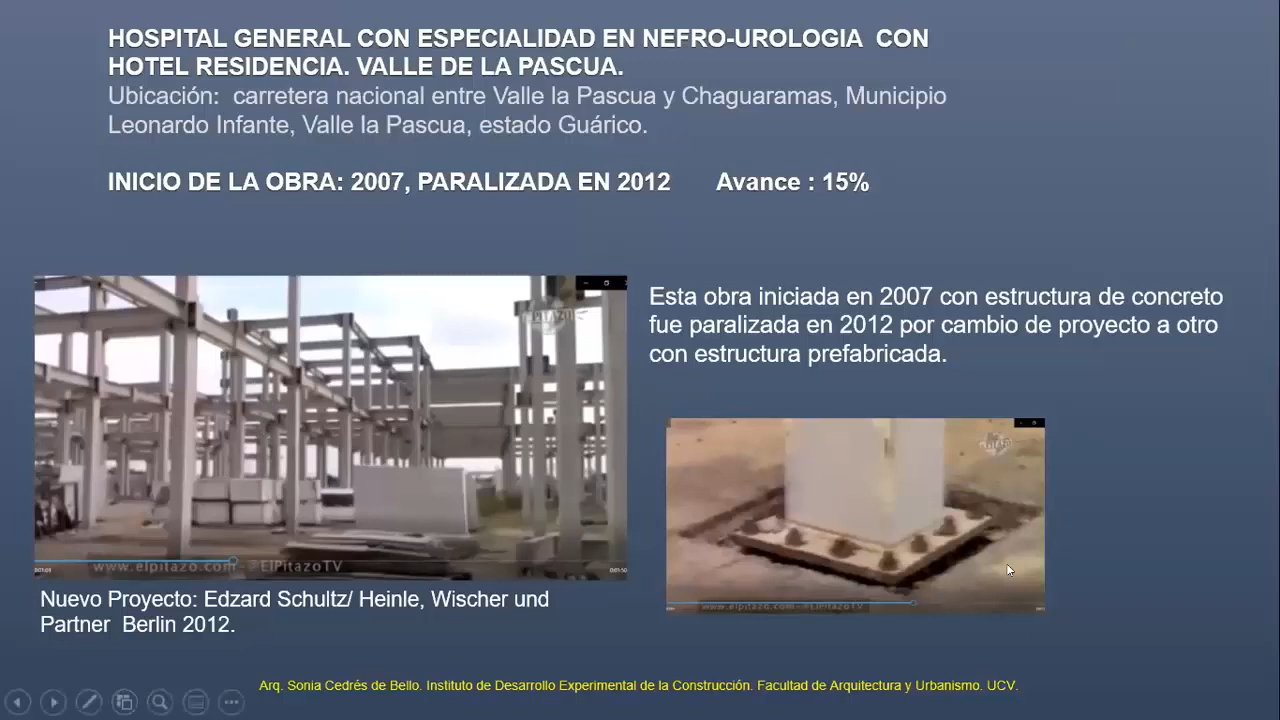 HOSPITAL GENERAL CON ESPECIALIDAD EN NEFRO-UROLOGIA CON
HOTEL RESIDENCIA. VALLE DE LA PASCUA.
Ubicación: carretera nacional entre Valle la Pascua y Chaguaramas, Municipio
Leonardo Infante, Valle la Pascua, estado Guárico.
INICIO DE LA OBRA: 2007, PARALIZADA EN 2012 Avance : 15%
EL PITAZO
Esta obra iniciada en 2007 con estructura de concreto
fue paralizada en 2012 por cambio de proyecto a otro
con estructura prefabricada.
www.elpitazo.com - @ElPitazoTV
www.elpitazo.com - @ElPitazoTV
Nuevo Proyecto: Edzard Schultz/ Heinle, Wischer und
Partner Berlin 2012.
Arq. Sonia Cedrés de Bello. Instituto de Desarrollo Experimental de la Construcción. Facultad de Arquitectura y Urbanismo. UCV.